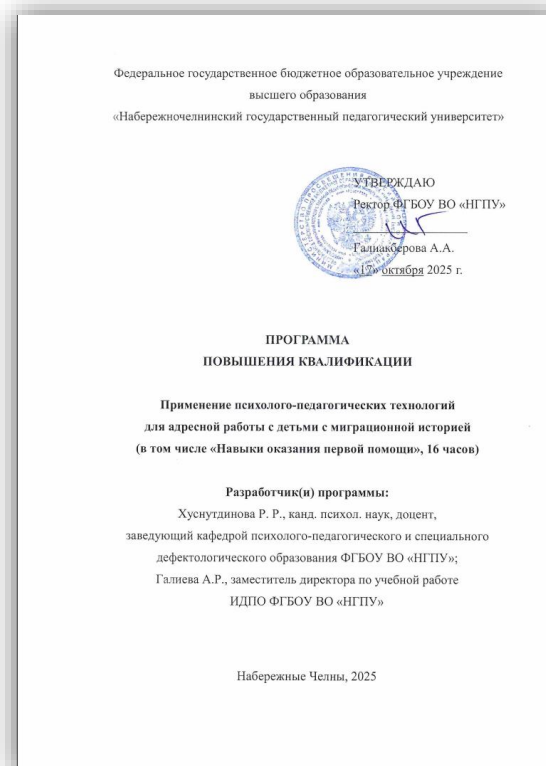 Федеральное государственное бюджетное образовательное учреждение
высшего образования
«Набережночелнинский государственный педагогический университет»
УТВЕРЖДАЮ
Ректор ФГБОУ ВО «НГПУ»
Галиакберова А.А.
«17» октября 2025 г.
ПРОГРАММА
ПОВЫШЕНИЯ КВАЛИФИКАЦИИ
Применение психолого-педагогических технологий
для адресной работы с детьми с миграционной историей
(в том числе «Навыки оказания первой помощи», 16 часов)
Разработчик(и) программы:
Хуснутдинова Р. Р., канд. психол. наук, доцент,
заведующий кафедрой психолого-педагогического и специального
дефектологического образования ФГБОУ ВО «НГПУ»;
Галиева А.Р., заместитель директора по учебной работе
ИДПО ФГБОУ ВО «НГПУ»
Набережные Челны, 2025